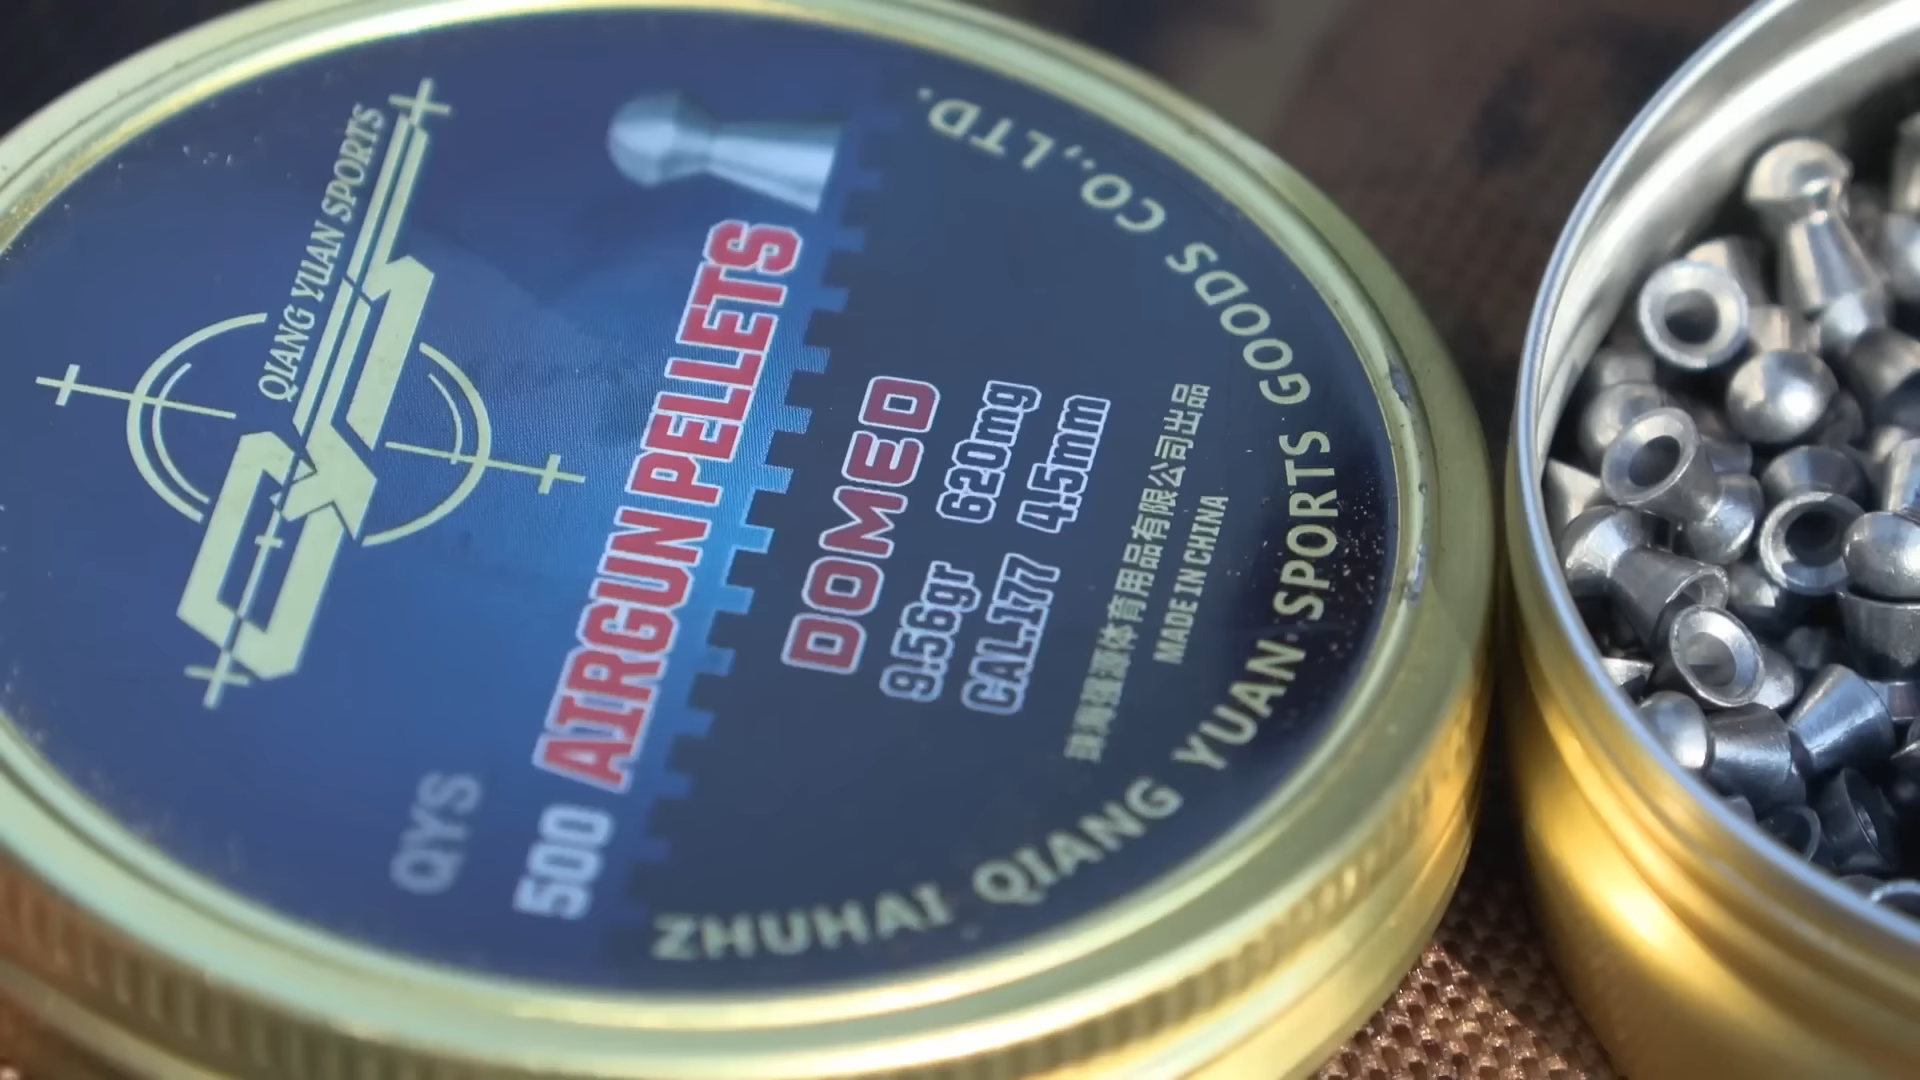 QIANG YUAN SPORTS
QYS
500 AIRGUN PELLETS
DOMED
9.56gr 620mg
CAL.177 4.5mm
珠海强源体育用品有限公司出品
MADE IN CHINA
ZHUHAI QIANG YUAN SPORTS GOODS CO.,LTD.